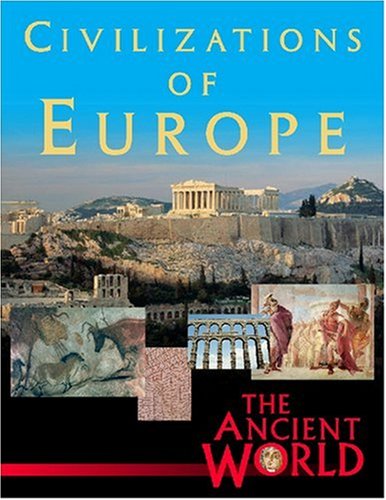 CIVILIZATIONS
OF
EUROPE
THE
ANCIENT
WORLD